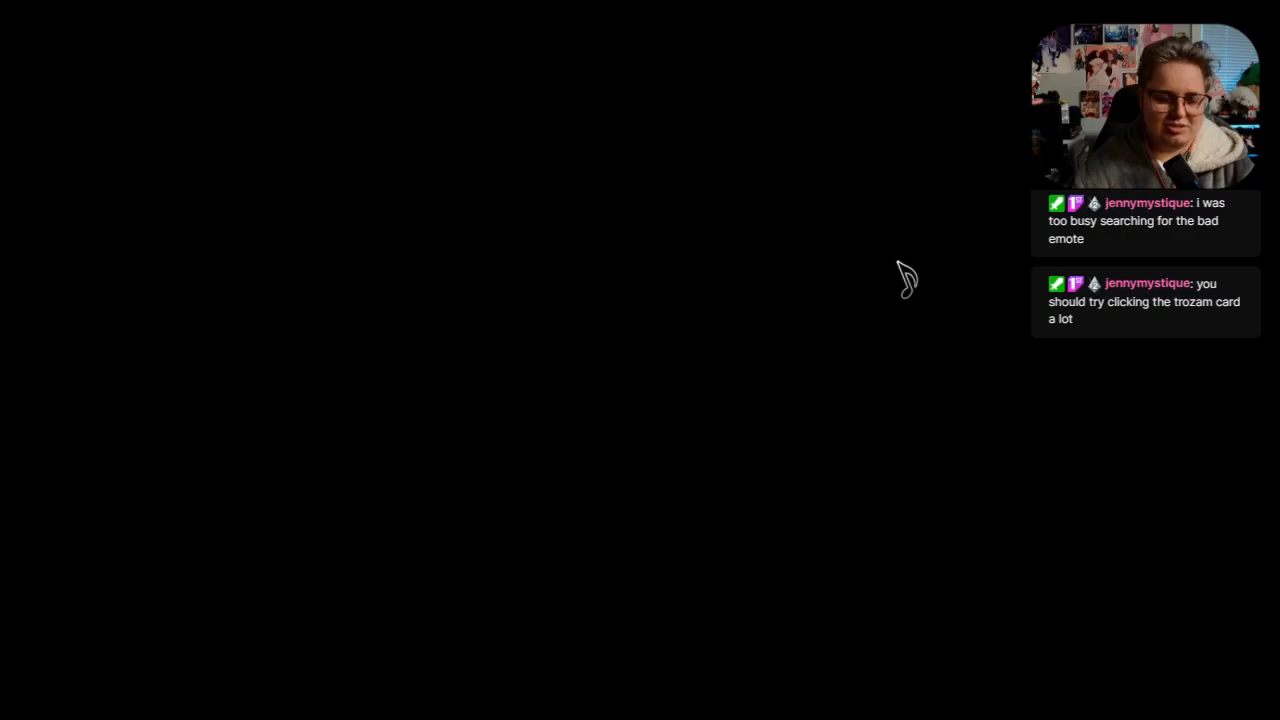 jennymystique: i was
too busy searching for the bad
emote
jennymystique: you
should try clicking the trozam card
a lot